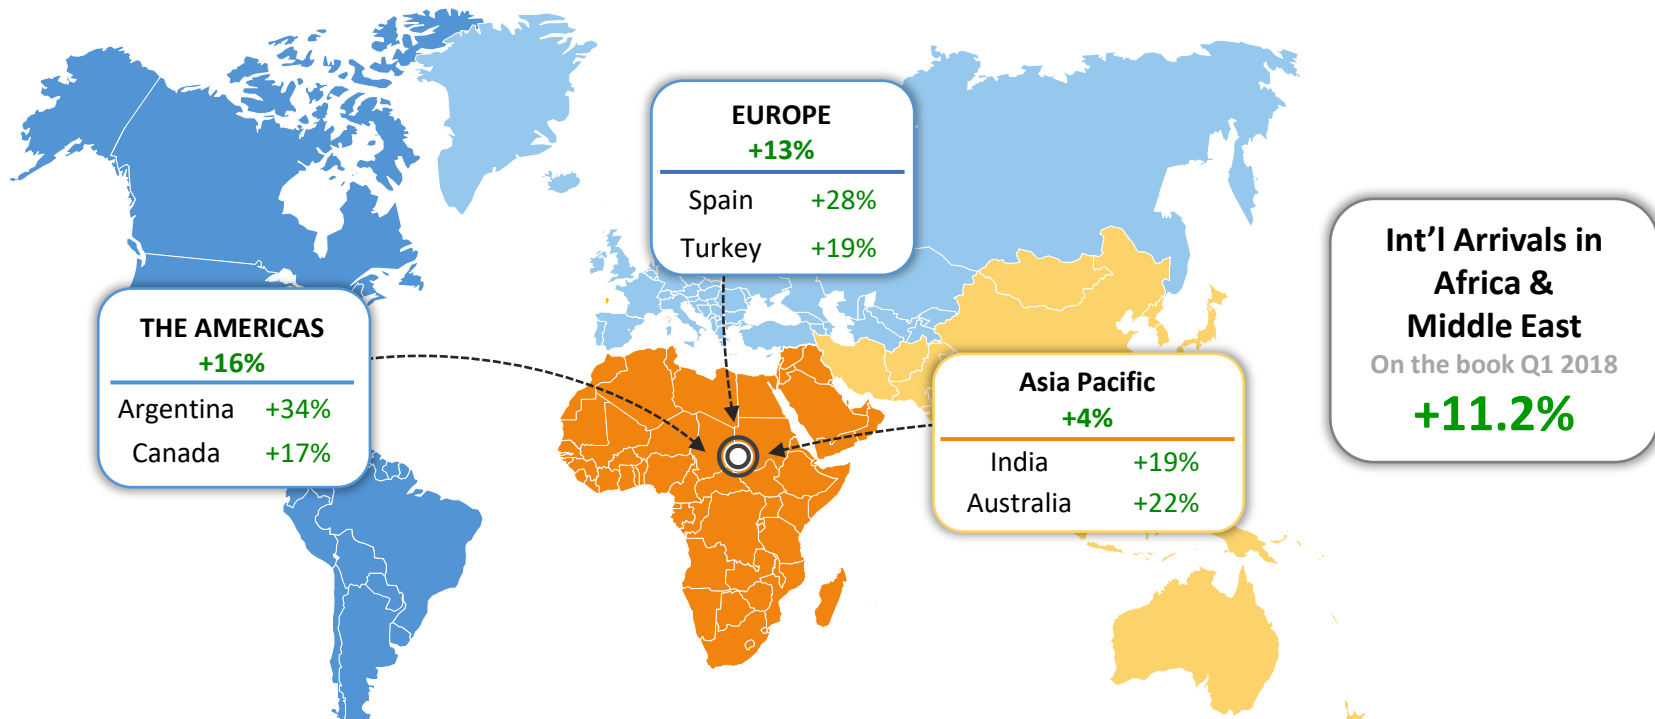 EUROPE
+13%
Spain +28%
Turkey +19%
THE AMERICAS
+16%
Argentina +34%
Canada +17%
Asia Pacific
+4%
India +19%
Australia +22%
Int’l Arrivals in
Africa &
Middle East
On the book Q1 2018
+11.2%